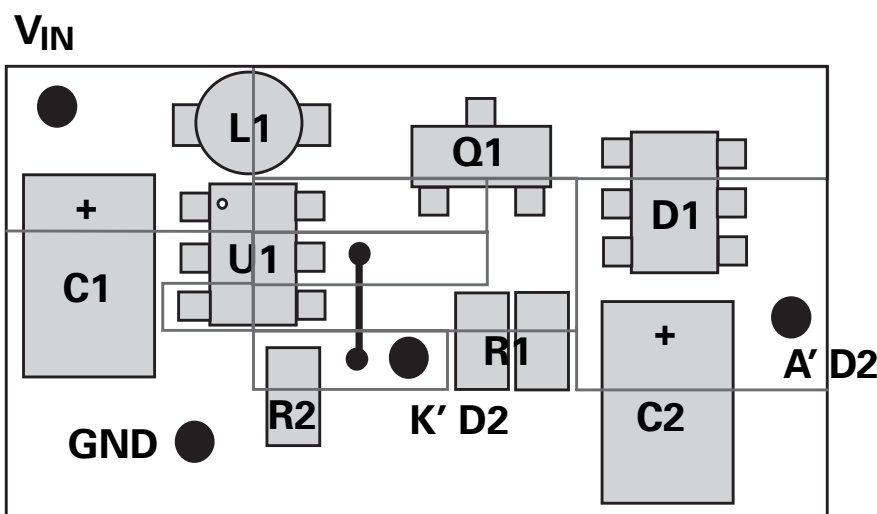 VIN
L1
Q1
+
D1
U1
C1
+
R1
A′ D2
R2
K′ D2
C2
GND